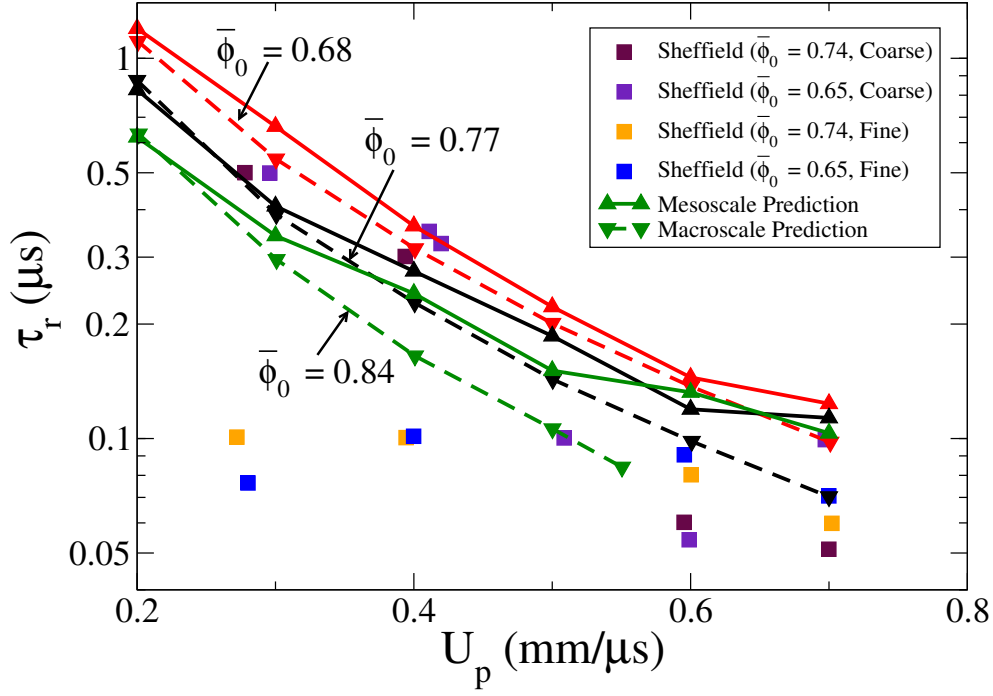 1
0.5
0.3
0.2
0.1
0.05
τr (μs)
ϕ̅0 = 0.68
ϕ̅0 = 0.77
ϕ̅0 = 0.84
Sheffield (ϕ̅0 = 0.74, Coarse)
Sheffield (ϕ̅0 = 0.65, Coarse)
Sheffield (ϕ̅0 = 0.74, Fine)
Sheffield (ϕ̅0 = 0.65, Fine)
Mesoscale Prediction
Macroscale Prediction
0.2 0.4 0.6 0.8
Up (mm/μs)